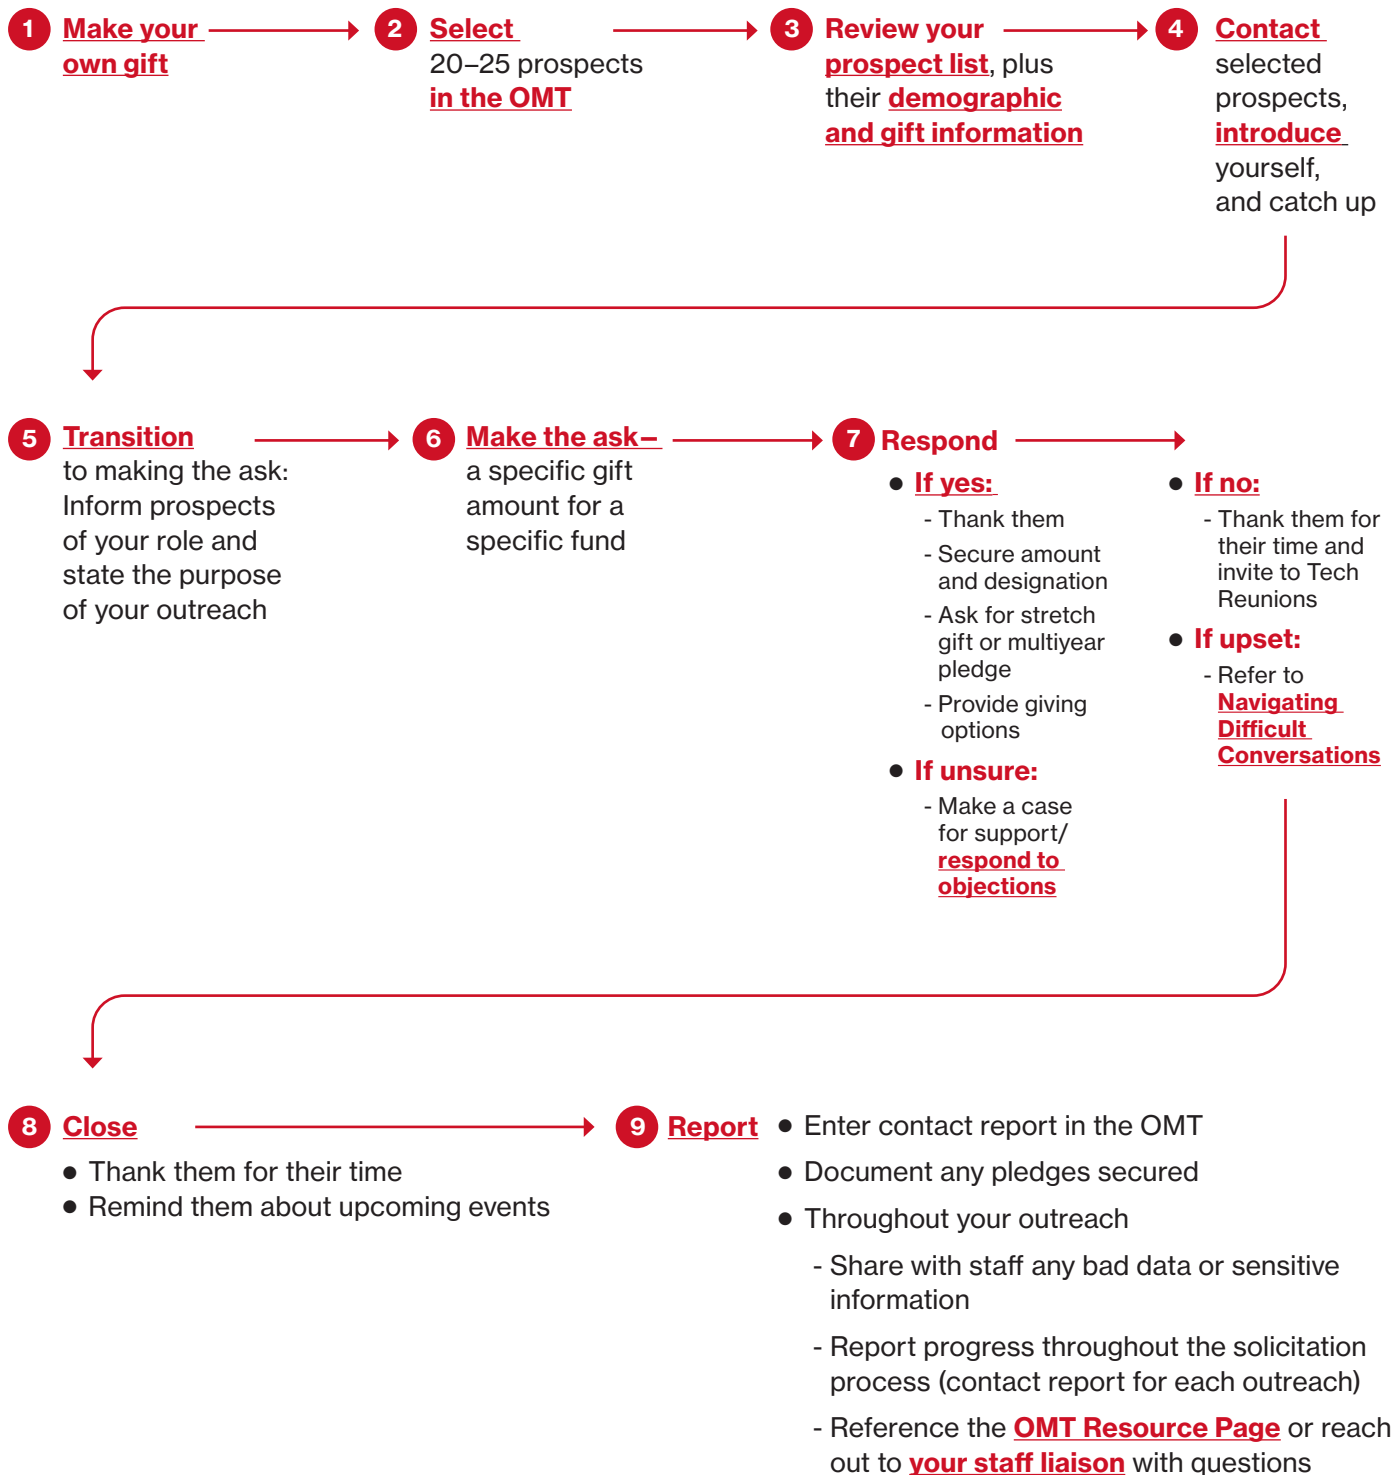 1 Make your
own gift
2 Select
20–25 prospects
in the OMT
3 Review your
prospect list, plus
their demographic
and gift information
4 Contact
selected
prospects,
introduce
yourself,
and catch up
5 Transition
to making the ask:
Inform prospects
of your role and
state the purpose
of your outreach
6 Make the ask–
a specific gift
amount for a
specific fund
7 Respond
● If yes:
- Thank them
- Secure amount
and designation
- Ask for stretch
gift or multiyear
pledge
- Provide giving
options
● If unsure:
- Make a case
for support/
respond to
objections
● If no:
- Thank them for
their time and
invite to Tech
Reunions
● If upset:
- Refer to
Navigating
Difficult
Conversations
8 Close
● Thank them for their time
● Remind them about upcoming events
9 Report
● Enter contact report in the OMT
● Document any pledges secured
● Throughout your outreach
- Share with staff any bad data or sensitive
information
- Report progress throughout the solicitation
process (contact report for each outreach)
- Reference the OMT Resource Page or reach
out to your staff liaison with questions